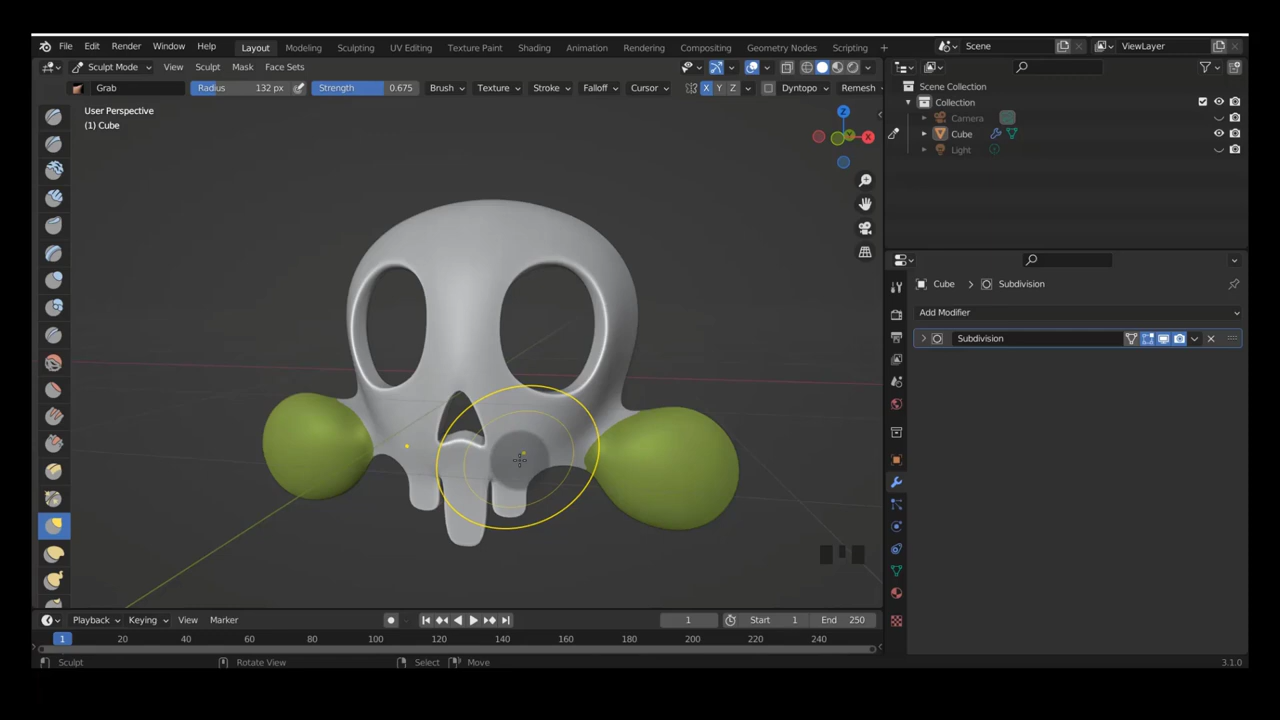 File Edit Render Window Help Layout Modeling Sculpting UV Editing Texture Paint Shading Animation Rendering Compositing Geometry Nodes Scripting + Scene ViewLayer
Sculpt Mode View Sculpt Mask Face Sets
Grab Radius 132 px Strength 0.675 Brush Texture Stroke Falloff Cursor X Y Z Dyntopo Remesh
User Perspective
(1) Cube
Z
Y
X
Scene Collection
Collection
Camera
Cube
Light
Cube > Subdivision
Add Modifier
Subdivision
Playback Keying View Marker 1 Start 1 End 250
1 20 40 60 80 100 120 140 160 180 200 220 240
Sculpt Rotate View Select Move 3.1.0